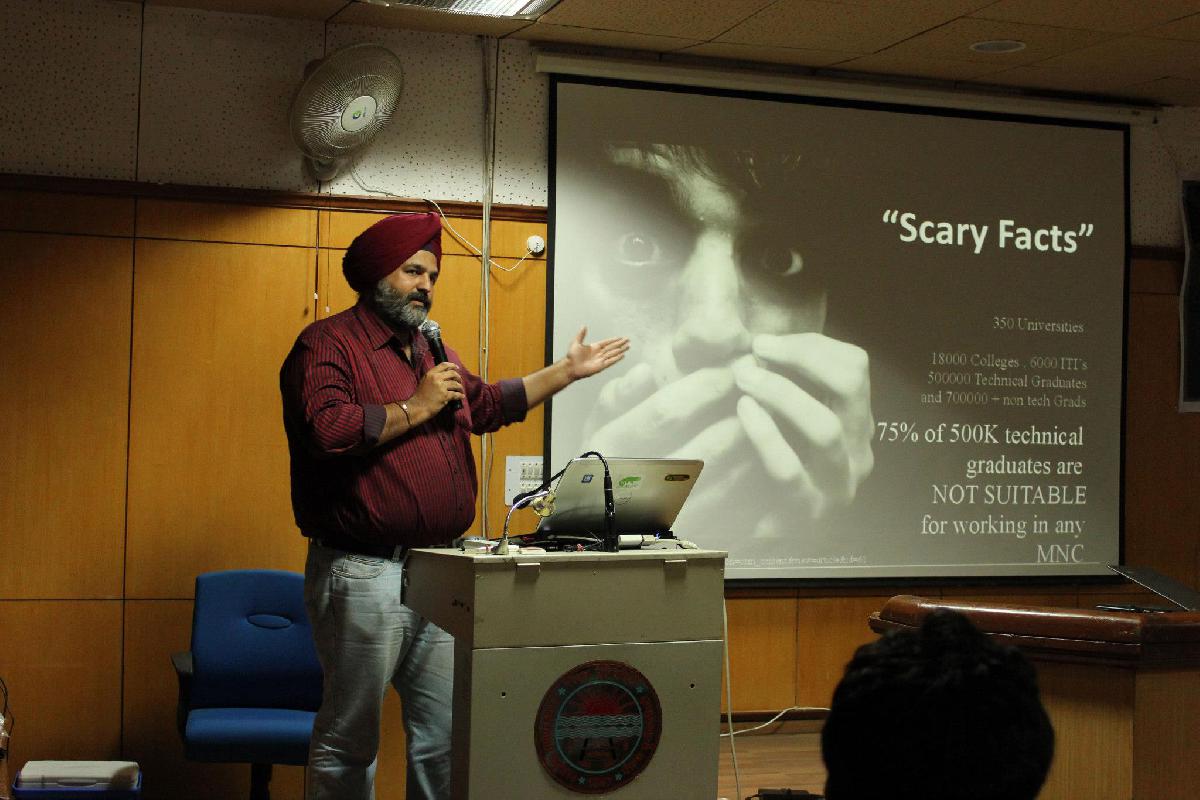 “Scary Facts”
350 Universities
18000 Colleges , 6000 ITI's
500000 Technical Graduates
and 700000 + non tech Grads
75% of 500K technical
graduates are
NOT SUITABLE
for working in any
MNC